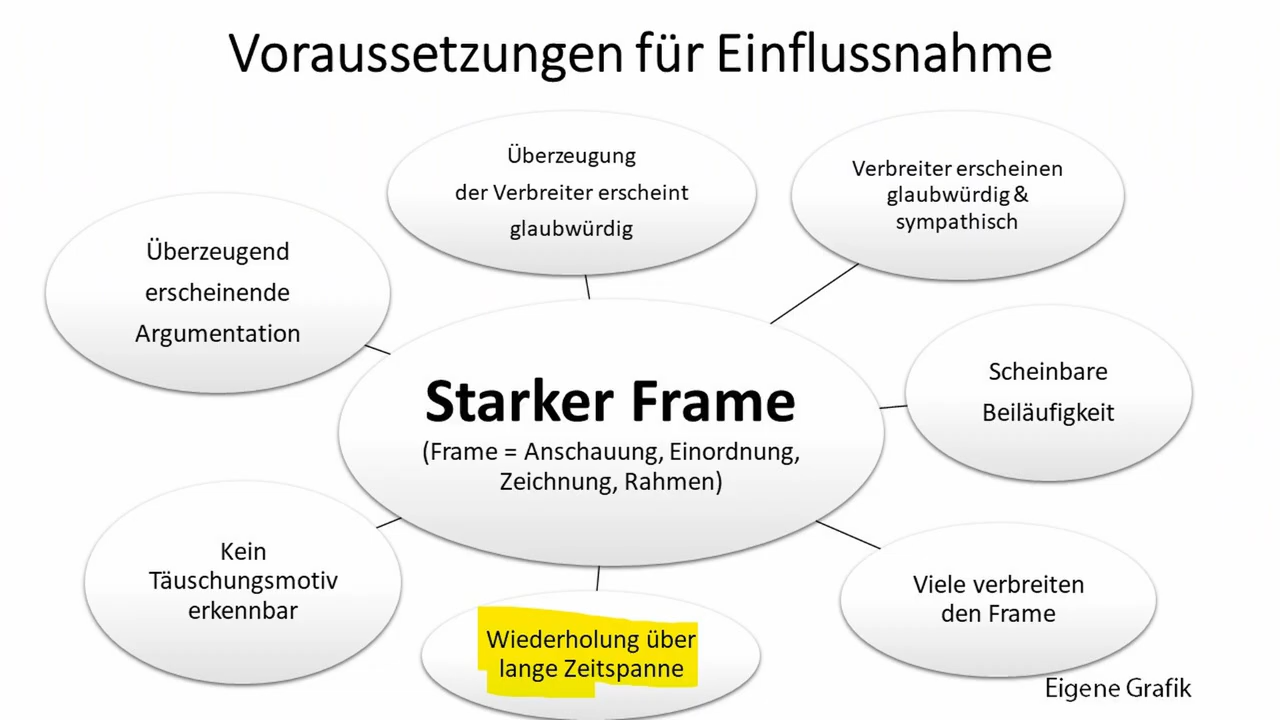 Voraussetzungen für Einflussnahme
Überzeugung
der Verbreiter erscheint
glaubwürdig
Verbreiter erscheinen
glaubwürdig &
sympathisch
Überzeugend
erscheinende
Argumentation
Scheinbare
Beiläufigkeit
Starker Frame
(Frame = Anschauung, Einordnung,
Zeichnung, Rahmen)
Kein
Täuschungsmotiv
erkennbar
Wiederholung über
lange Zeitspanne
Viele verbreiten
den Frame
Eigene Grafik